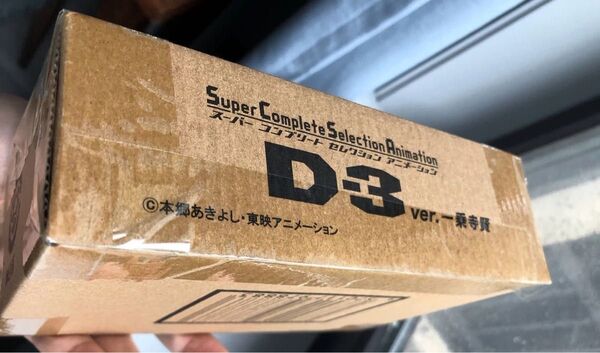 Super Complete Selection Animation
スーパー コンプリート セレクション アニメーション
D-3 ver.一乗寺賢
©本郷あきよし・東映アニメーション